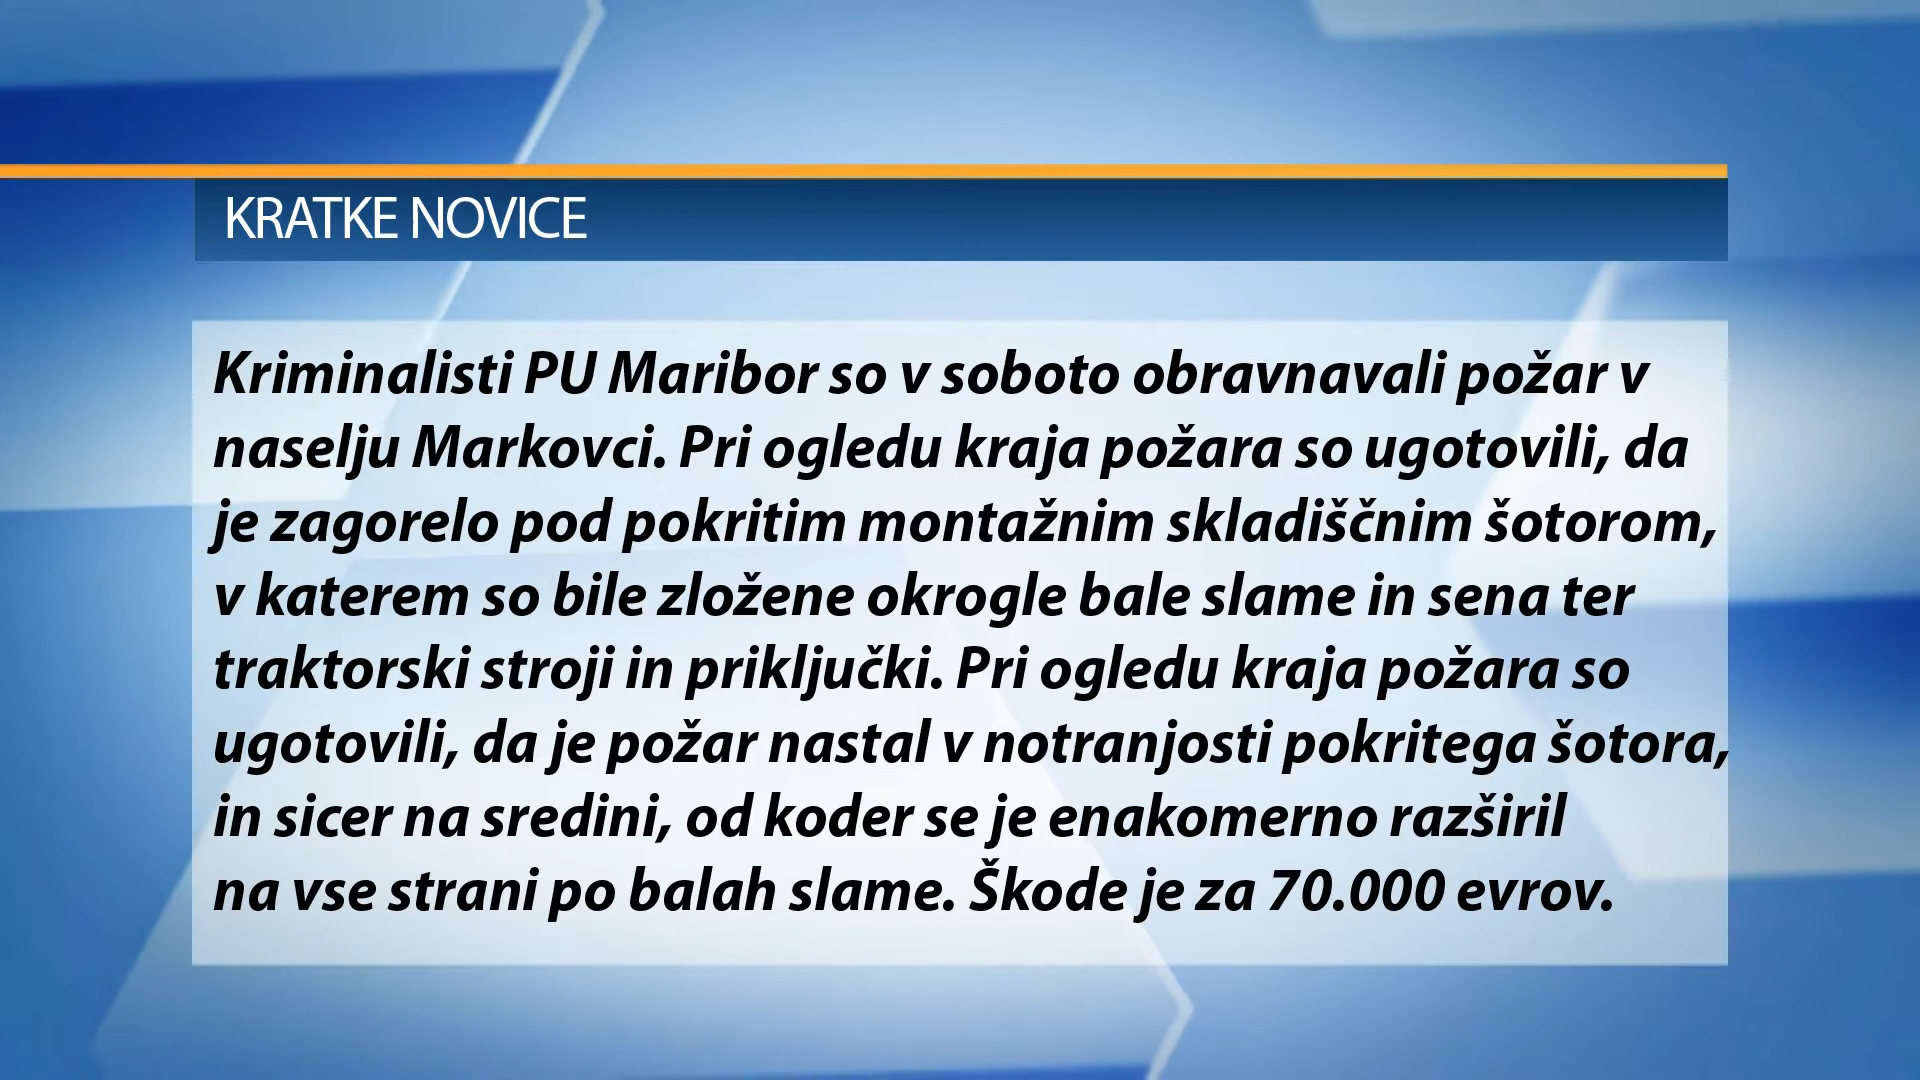 KRATKE NOVICE
Kriminalisti PU Maribor so v soboto obravnavali požar v
naselju Markovci. Pri ogledu kraja požara so ugotovili, da
je zagorelo pod pokritim montažnim skladiščnim šotorom,
v katerem so bile zložene okrogle bale slame in sena ter
traktorski stroji in priključki. Pri ogledu kraja požara so
ugotovili, da je požar nastal v notranjosti pokritega šotora,
in sicer na sredini, od koder se je enakomerno razširil
na vse strani po balah slame. Škode je za 70.000 evrov.